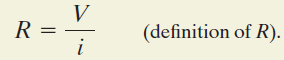 R = V / i (definition of R).